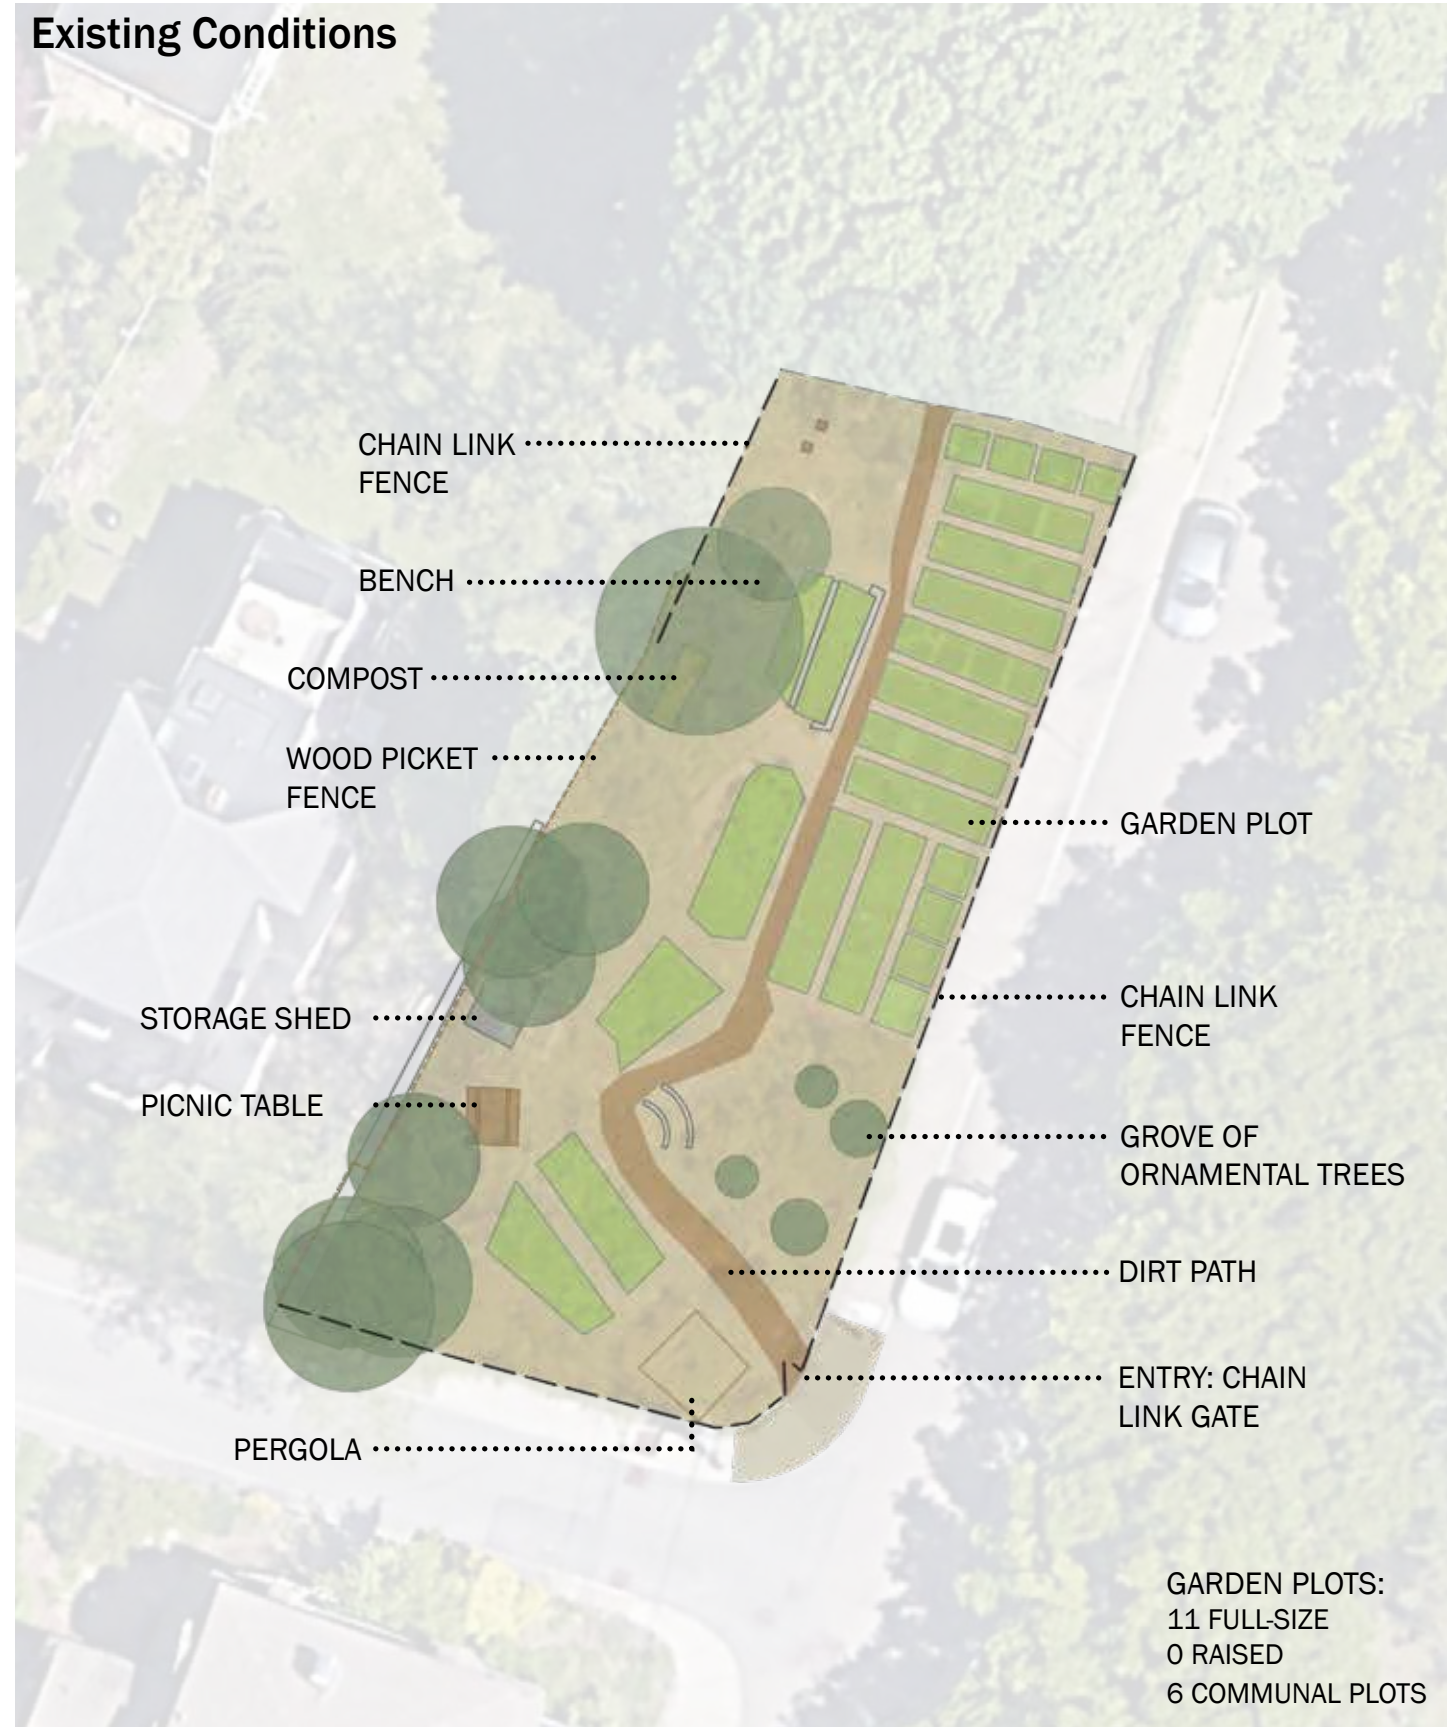 Existing Conditions
CHAIN LINK
FENCE
BENCH
COMPOST
WOOD PICKET
FENCE
GARDEN PLOT
STORAGE SHED
CHAIN LINK
FENCE
PICNIC TABLE
GROVE OF
ORNAMENTAL TREES
DIRT PATH
ENTRY: CHAIN
LINK GATE
PERGOLA
GARDEN PLOTS:
11 FULL-SIZE
0 RAISED
6 COMMUNAL PLOTS